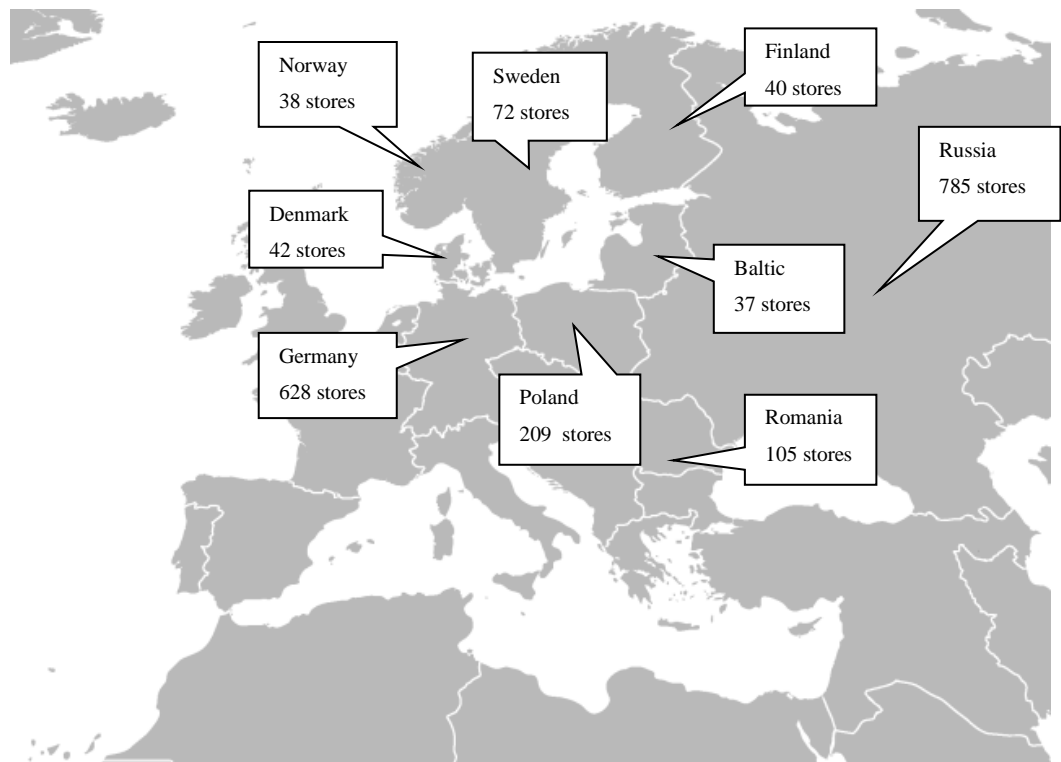 Norway
38 stores
Sweden
72 stores
Finland
40 stores
Russia
785 stores
Denmark
42 stores
Baltic
37 stores
Germany
628 stores
Poland
209 stores
Romania
105 stores